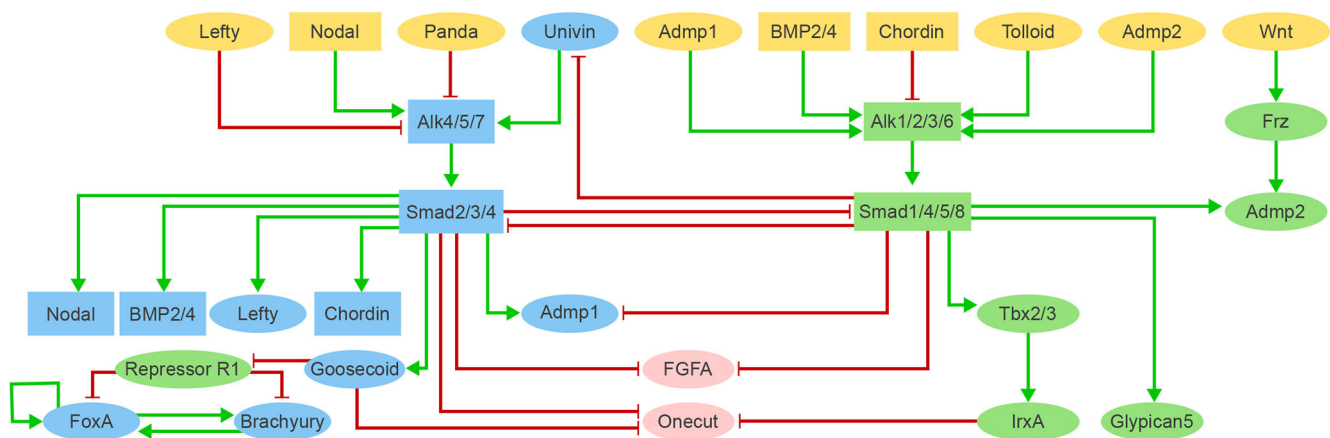 Lefty
Nodal
Panda
Univin
Admp1
BMP2/4
Chordin
Tolloid
Admp2
Wnt
Alk4/5/7
Alk1/2/3/6
Frz
Smad2/3/4
Smad1/4/5/8
Admp2
Nodal
BMP2/4
Lefty
Chordin
Admp1
Tbx2/3
Repressor R1
Goosecoid
FGFA
FoxA
Brachyury
Onecut
IrxA
Glypican5